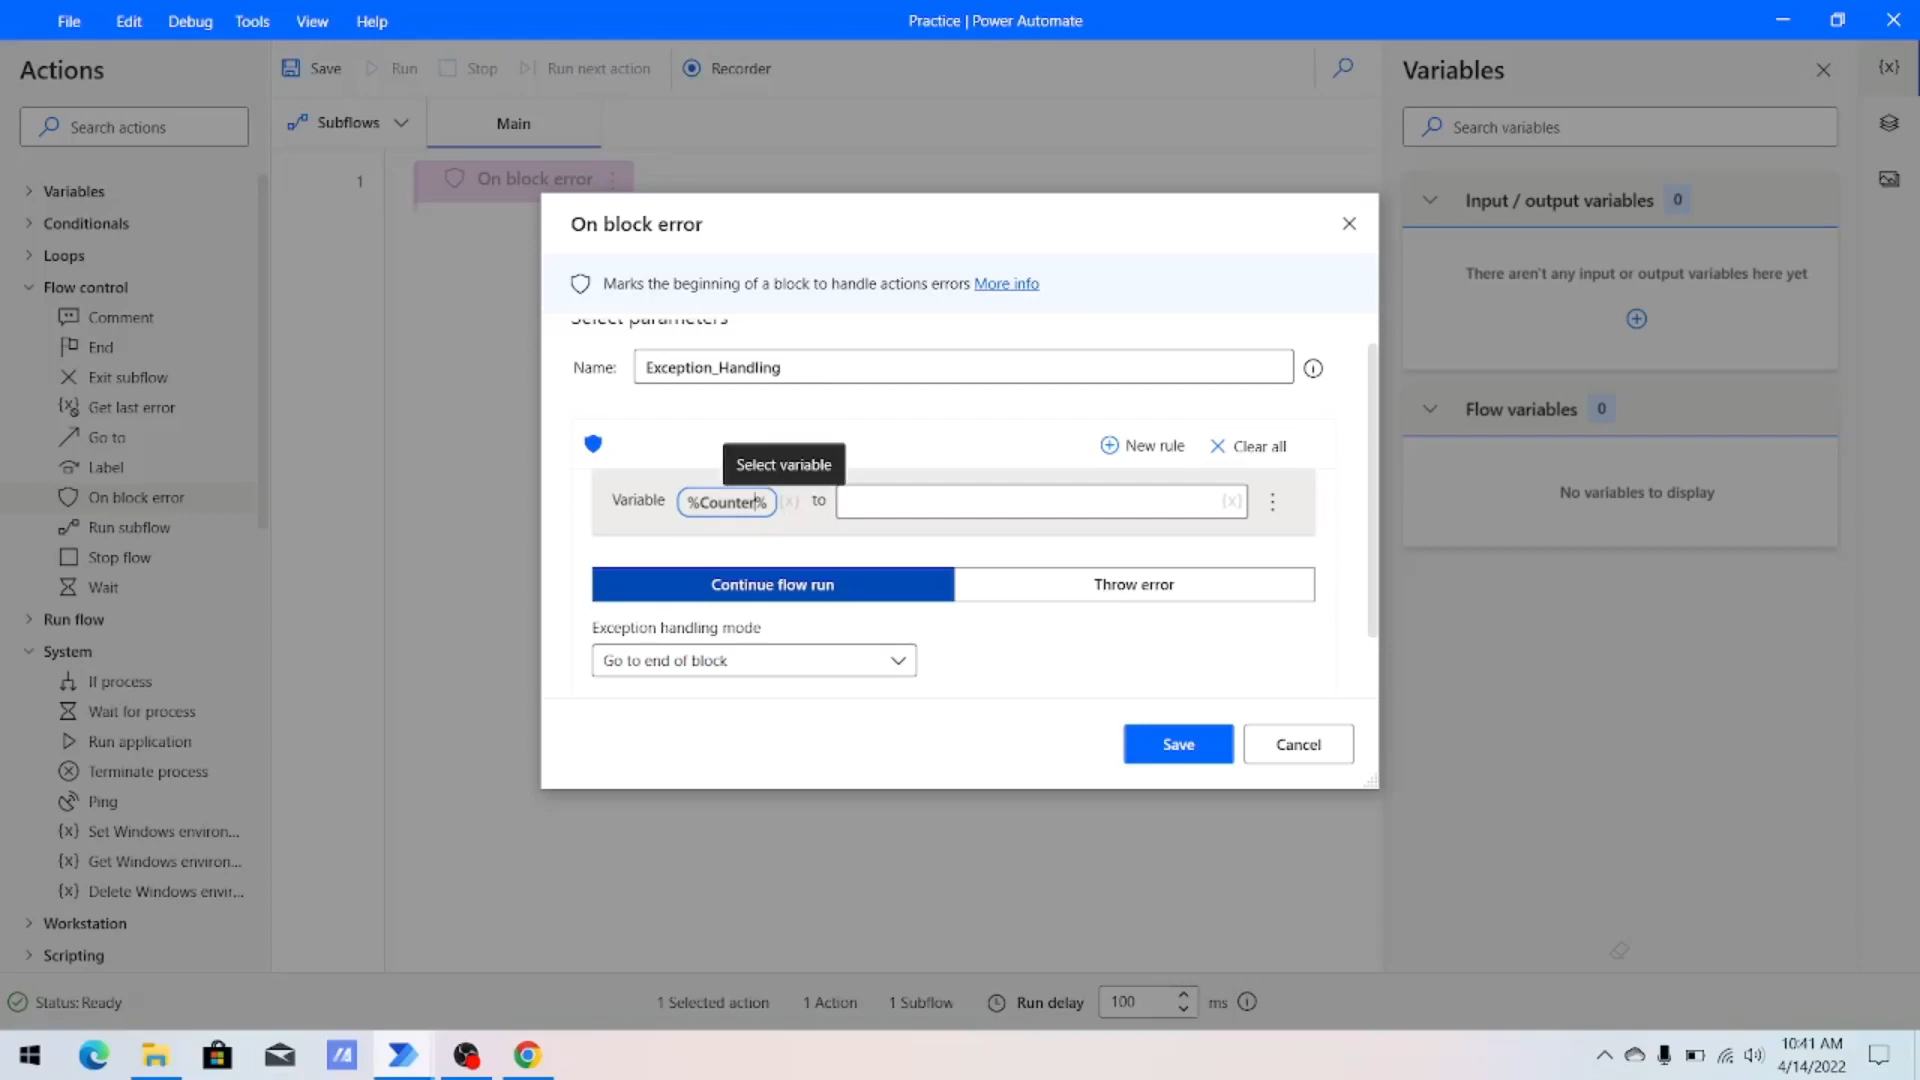 File Edit Debug Tools View Help
Practice | Power Automate
Actions
Search actions
Variables
Conditionals
Loops
Flow control
Comment
End
Exit subflow
Get last error
Go to
Label
On block error
Run subflow
Stop flow
Wait
Run flow
System
If process
Wait for process
Run application
Terminate process
Ping
{x} Set Windows environ...
{x} Get Windows environ...
{x} Delete Windows envir...
Workstation
Scripting
Save Run Stop Run next action Recorder
Subflows Main
1
On block error
On block error
Marks the beginning of a block to handle actions errors More info
Select parameters
Name: Exception_Handling
New rule Clear all
Select variable
Variable %Counter% {x} to {x}
Continue flow run Throw error
Exception handling mode
Go to end of block
Save Cancel
Variables
{x}
Search variables
Input / output variables 0
There aren't any input or output variables here yet
Flow variables 0
No variables to display
Status: Ready 1 Selected action 1 Action 1 Subflow Run delay 100 ms
10:41 AM
4/14/2022